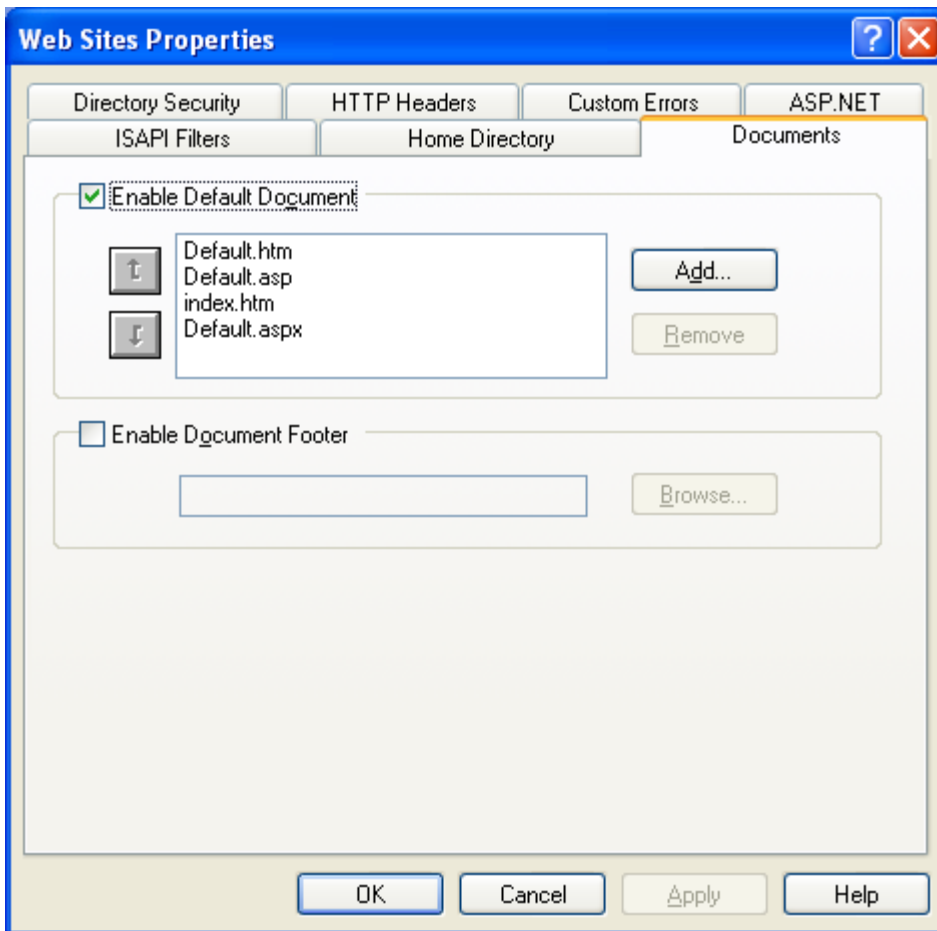 Web Sites Properties
Directory Security HTTP Headers Custom Errors ASP.NET
ISAPI Filters Home Directory Documents
Enable Default Document
Default.htm
Default.asp
index.htm
Default.aspx
Add...
Remove
Enable Document Footer
Browse...
OK Cancel Apply Help